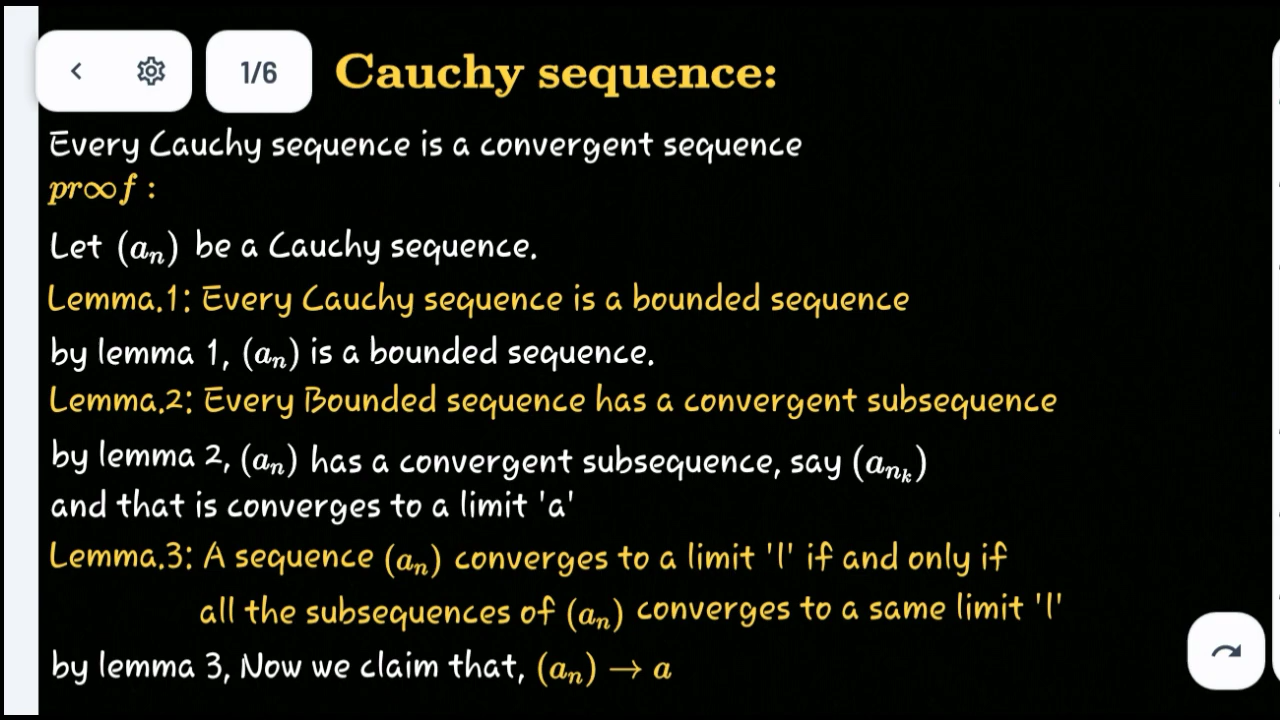 1/6
Cauchy sequence:
Every Cauchy sequence is a convergent sequence
proof :
Let (aₙ) be a Cauchy sequence.
Lemma.1: Every Cauchy sequence is a bounded sequence
by lemma 1, (aₙ) is a bounded sequence.
Lemma.2: Every Bounded sequence has a convergent subsequence
by lemma 2, (aₙ) has a convergent subsequence, say (aₙₖ)
and that is converges to a limit 'a'
Lemma.3: A sequence (aₙ) converges to a limit 'l' if and only if
all the subsequences of (aₙ) converges to a same limit 'l'
by lemma 3, Now we claim that, (aₙ) → a